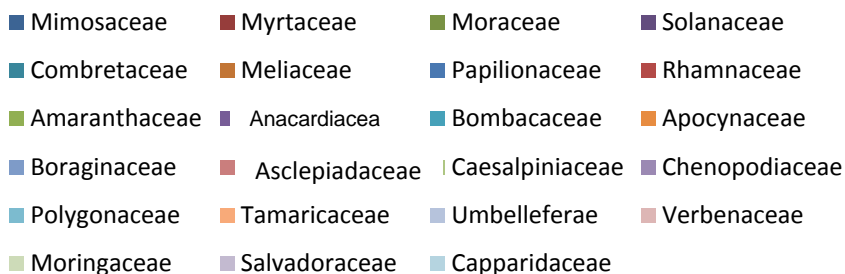 Mimosaceae Myrtaceae Moraceae Solanaceae
Combretaceae Meliaceae Papilionaceae Rhamnaceae
Amaranthaceae Anacardiacea Bombacaceae Apocynaceae
Boraginaceae Asclepiadaceae Caesalpiniaceae Chenopodiaceae
Polygonaceae Tamaricaceae Umbelleferae Verbenaceae
Moringaceae Salvadoraceae Capparidaceae